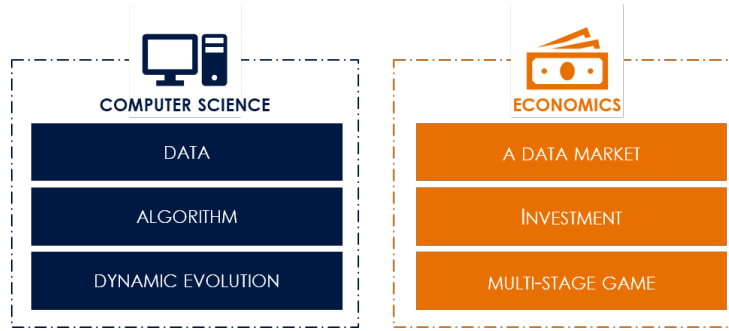 COMPUTER SCIENCE
DATA
ALGORITHM
DYNAMIC EVOLUTION
ECONOMICS
A DATA MARKET
INVESTMENT
MULTI-STAGE GAME